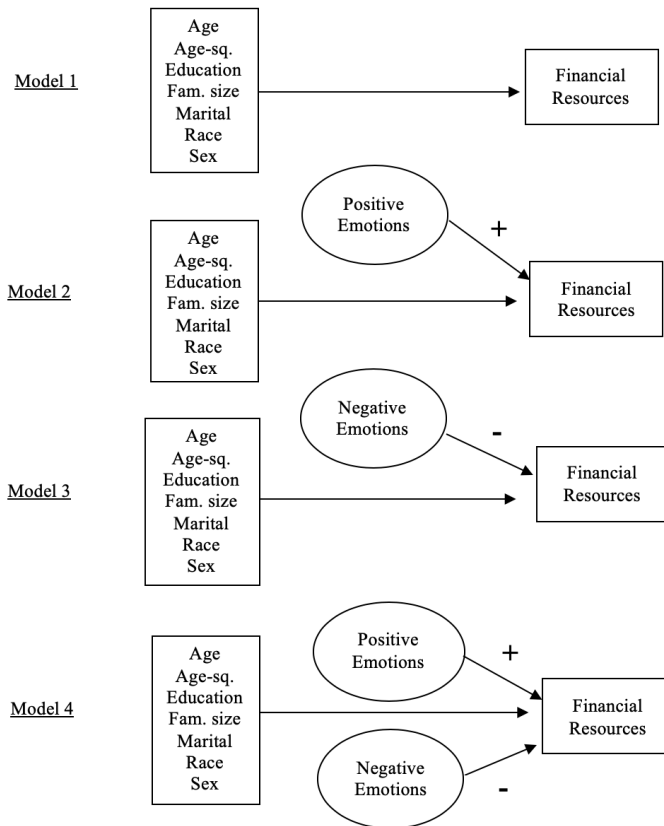 Model 1
Age
Age-sq.
Education
Fam. size
Marital
Race
Sex
Financial
Resources
Model 2
Age
Age-sq.
Education
Fam. size
Marital
Race
Sex
Positive
Emotions
+
Financial
Resources
Model 3
Age
Age-sq.
Education
Fam. size
Marital
Race
Sex
Negative
Emotions
-
Financial
Resources
Model 4
Age
Age-sq.
Education
Fam. size
Marital
Race
Sex
Positive
Emotions
+
Negative
Emotions
-
Financial
Resources